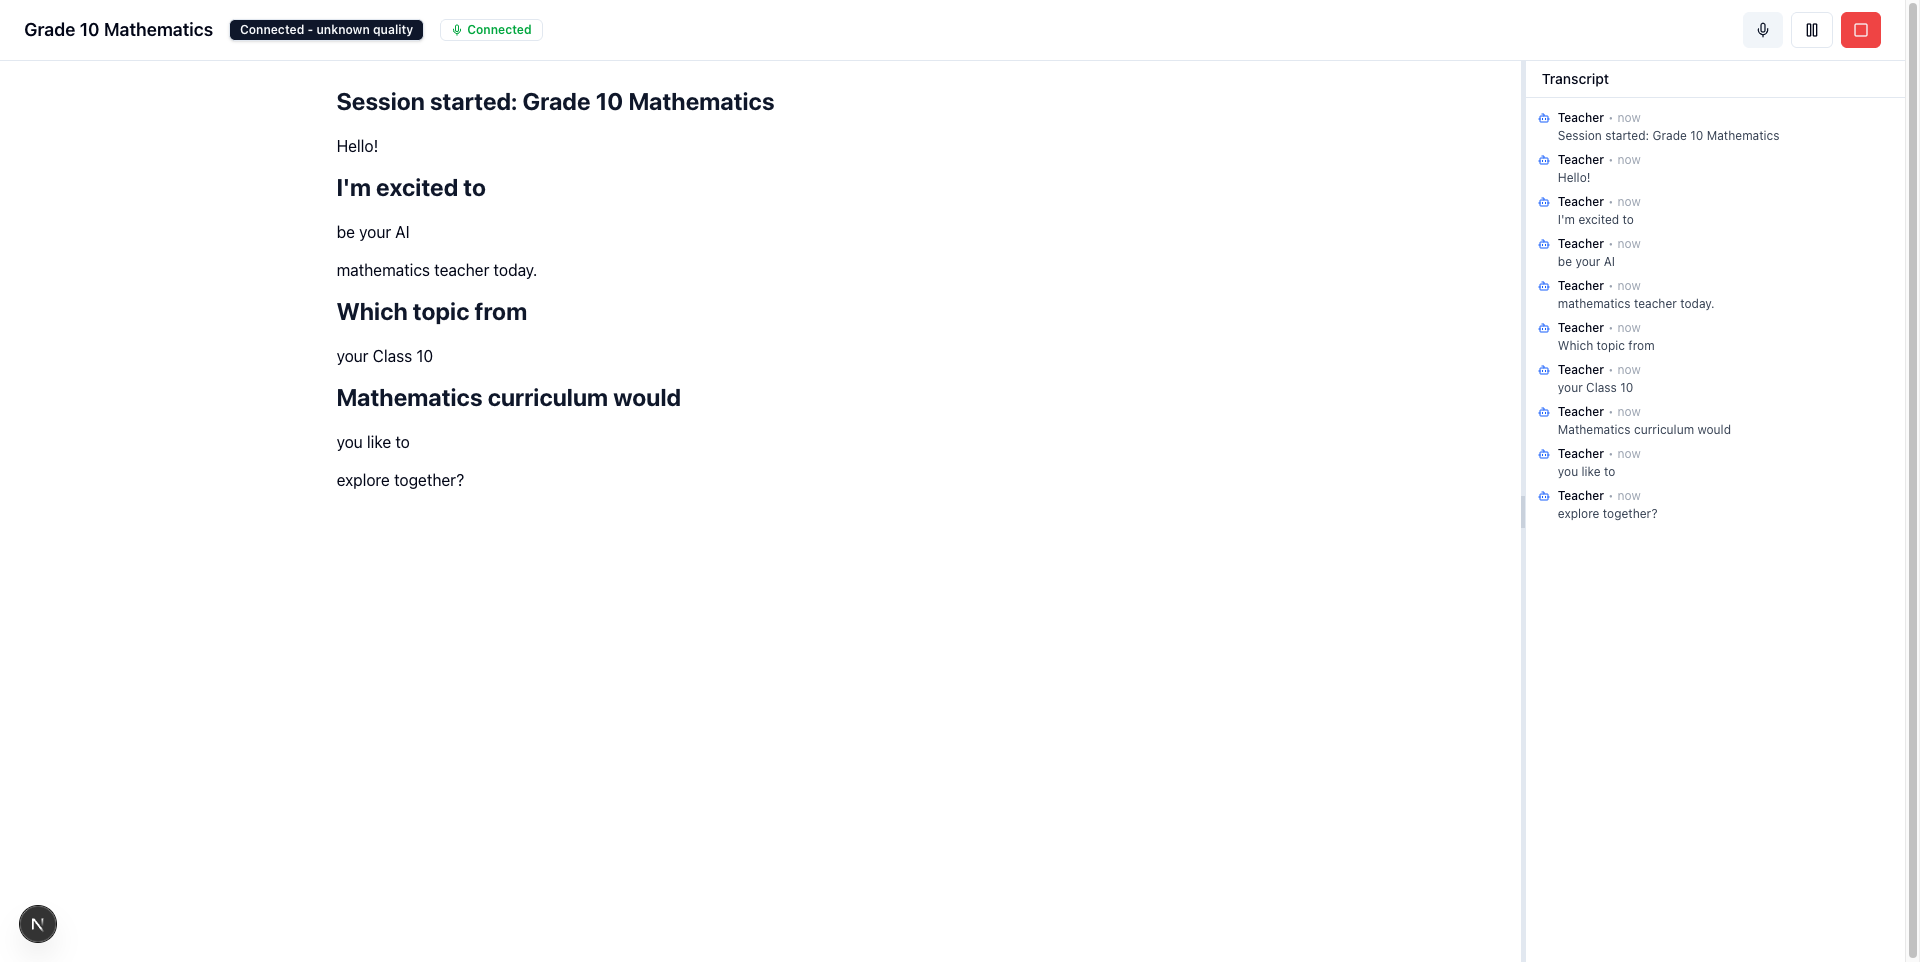 Grade 10 Mathematics
Connected - unknown quality
Connected
Session started: Grade 10 Mathematics
Hello!
I'm excited to
be your AI
mathematics teacher today.
Which topic from
your Class 10
Mathematics curriculum would
you like to
explore together?
Transcript
Teacher • now
Session started: Grade 10 Mathematics
Teacher • now
Hello!
Teacher • now
I'm excited to
Teacher • now
be your AI
Teacher • now
mathematics teacher today.
Teacher • now
Which topic from
Teacher • now
your Class 10
Teacher • now
Mathematics curriculum would
Teacher • now
you like to
Teacher • now
explore together?
N